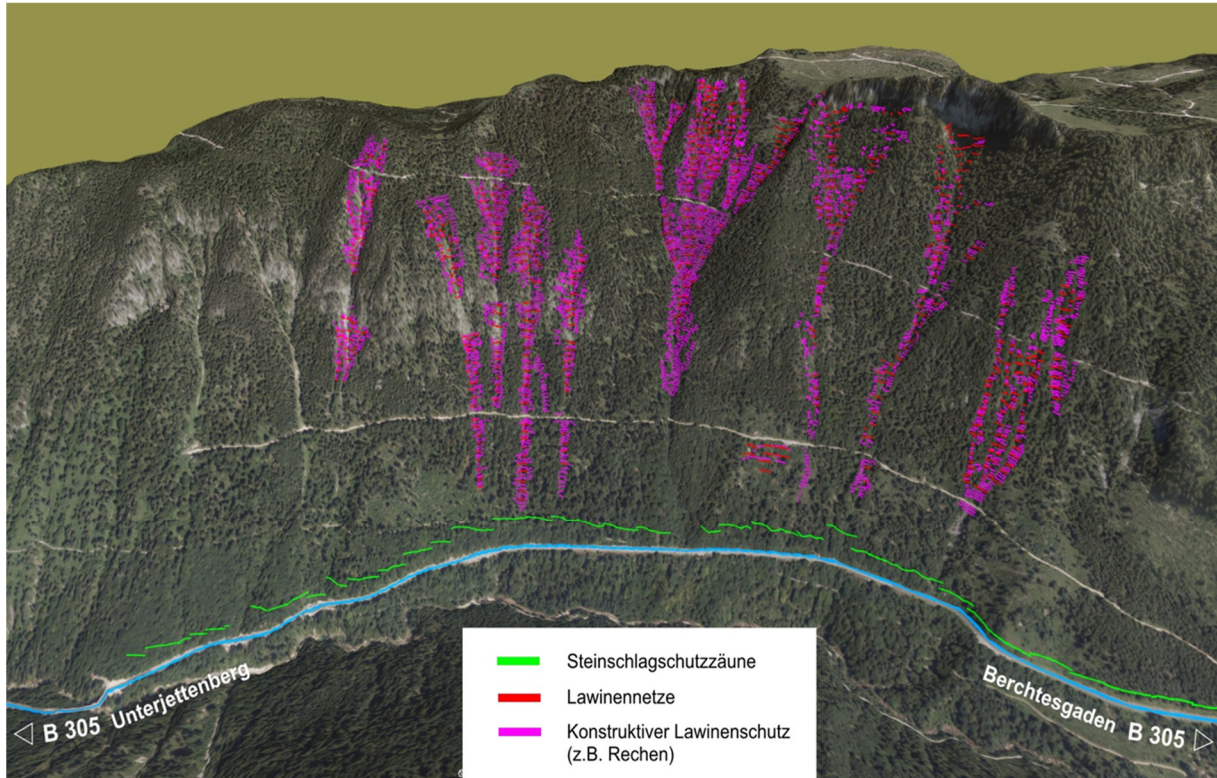 Steinschlagschutzzäune
Lawinennetze
Konstruktiver Lawinenschutz
(z.B. Rechen)
◁ B 305 Unterjettenberg
Berchtesgaden B 305 ▷